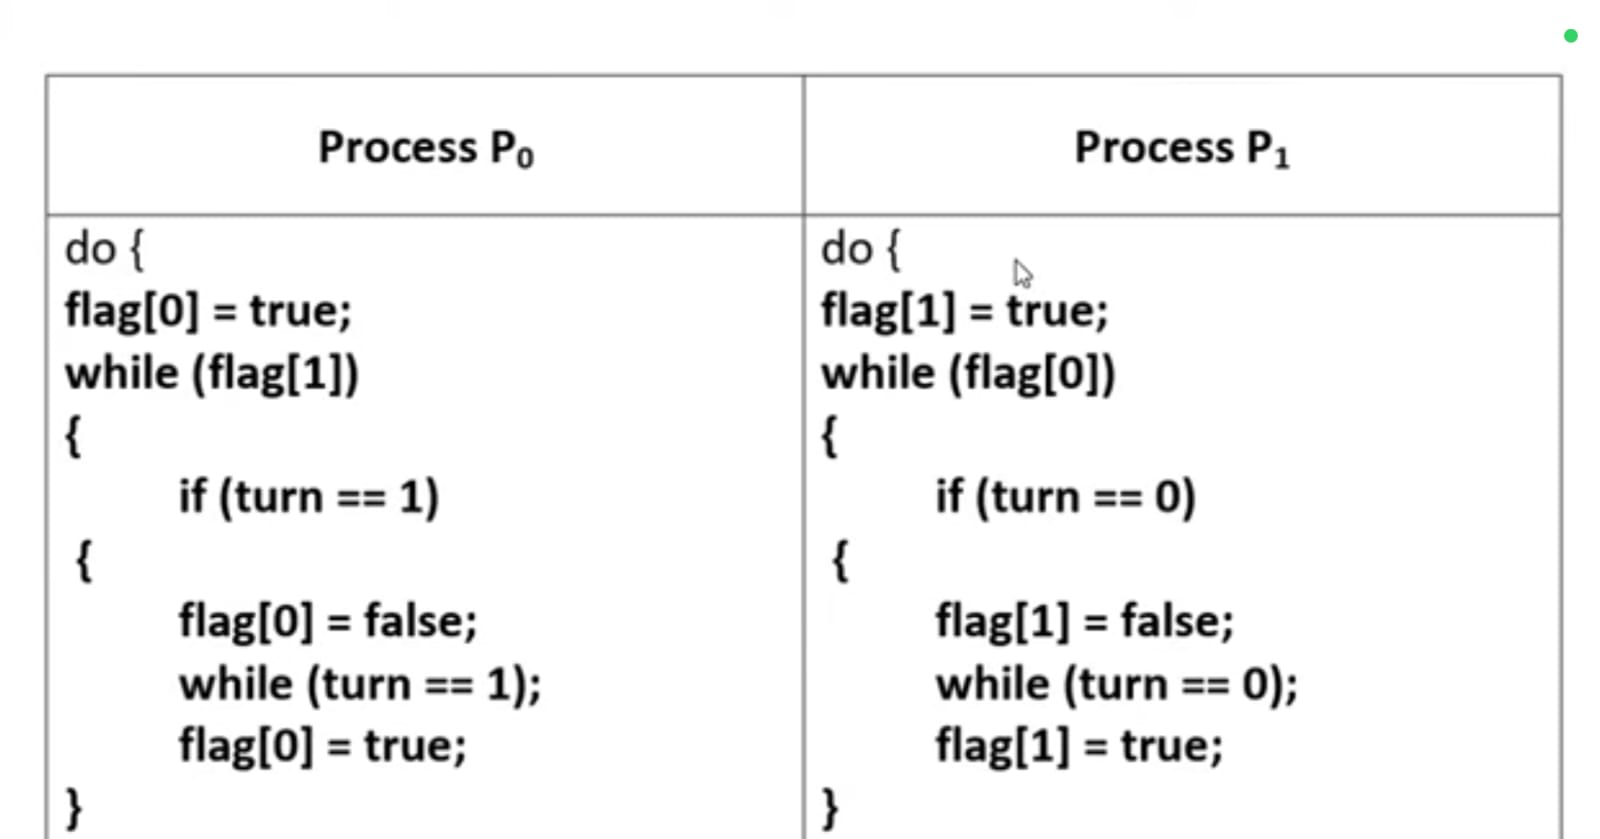 Process P₀
Process P₁
do {
flag[0] = true;
while (flag[1])
{
if (turn == 1)
{
flag[0] = false;
while (turn == 1);
flag[0] = true;
}
do {
flag[1] = true;
while (flag[0])
{
if (turn == 0)
{
flag[1] = false;
while (turn == 0);
flag[1] = true;
}